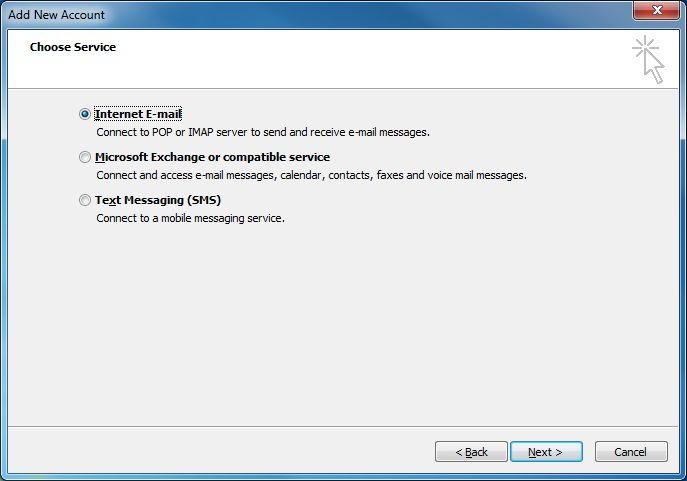 Add New Account
Choose Service
Internet E-mail
Connect to POP or IMAP server to send and receive e-mail messages.
Microsoft Exchange or compatible service
Connect and access e-mail messages, calendar, contacts, faxes and voice mail messages.
Text Messaging (SMS)
Connect to a mobile messaging service.
< Back Next > Cancel